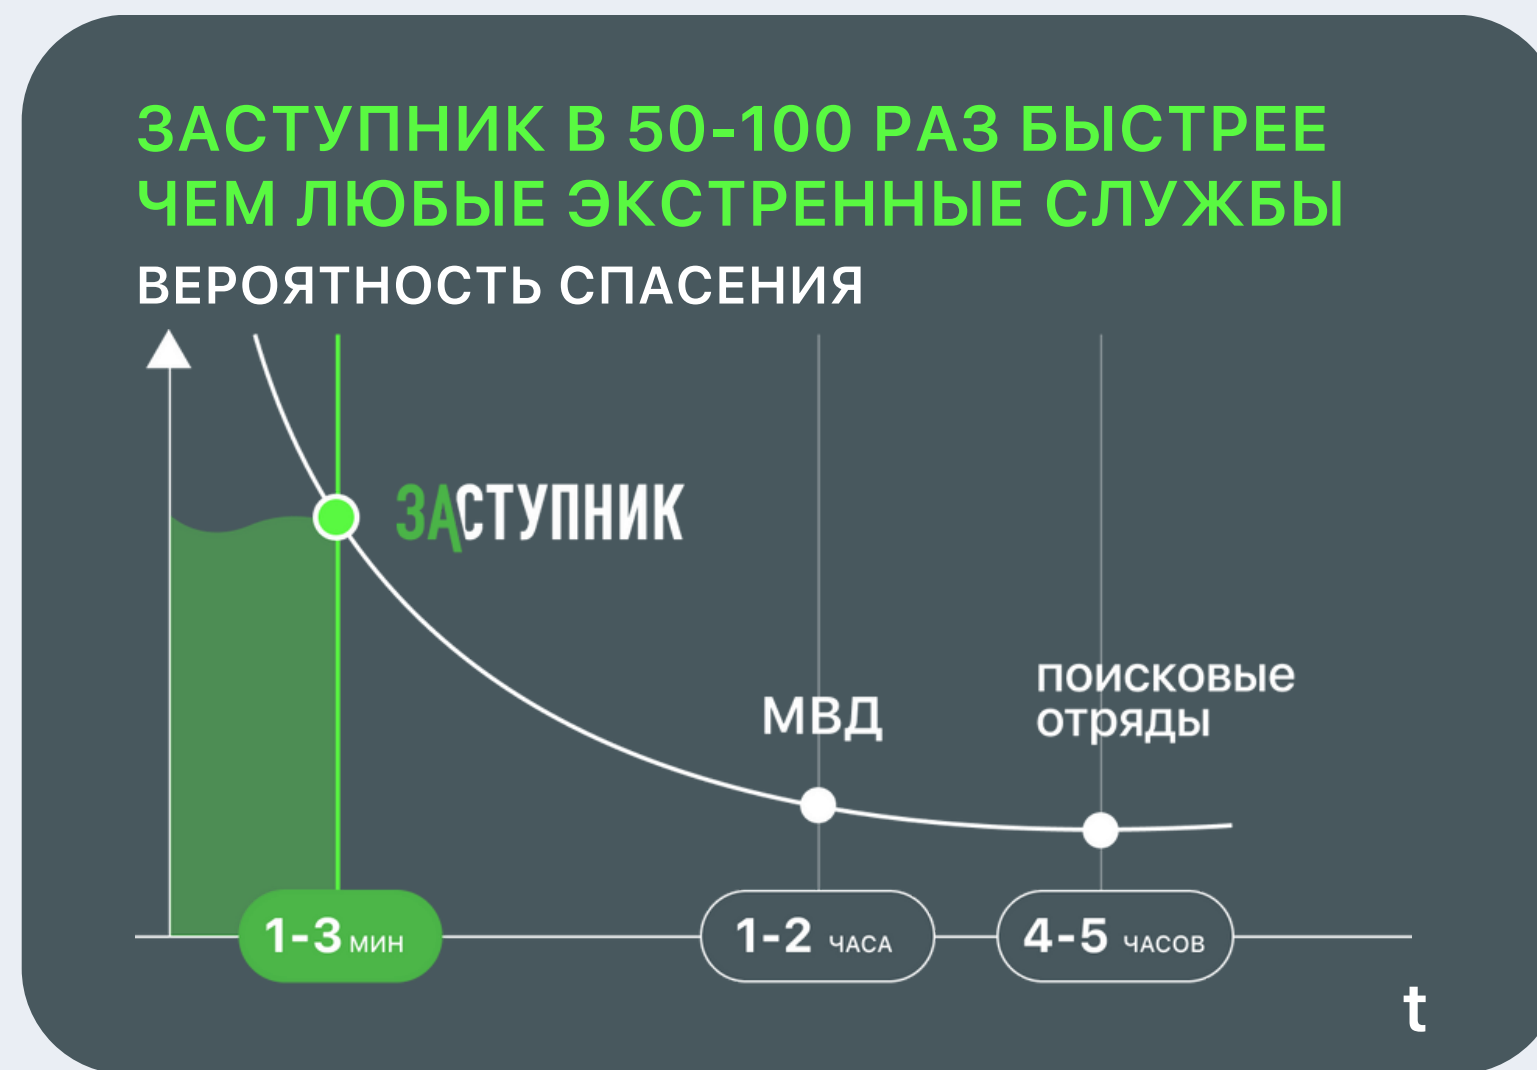 ЗАСТУПНИК В 50-100 РАЗ БЫСТРЕЕ
ЧЕМ ЛЮБЫЕ ЭКСТРЕННЫЕ СЛУЖБЫ
ВЕРОЯТНОСТЬ СПАСЕНИЯ
ЗАСТУПНИК
МВД
поисковые
отряды
1-3 МИН
1-2 ЧАСА
4-5 ЧАСОВ
t